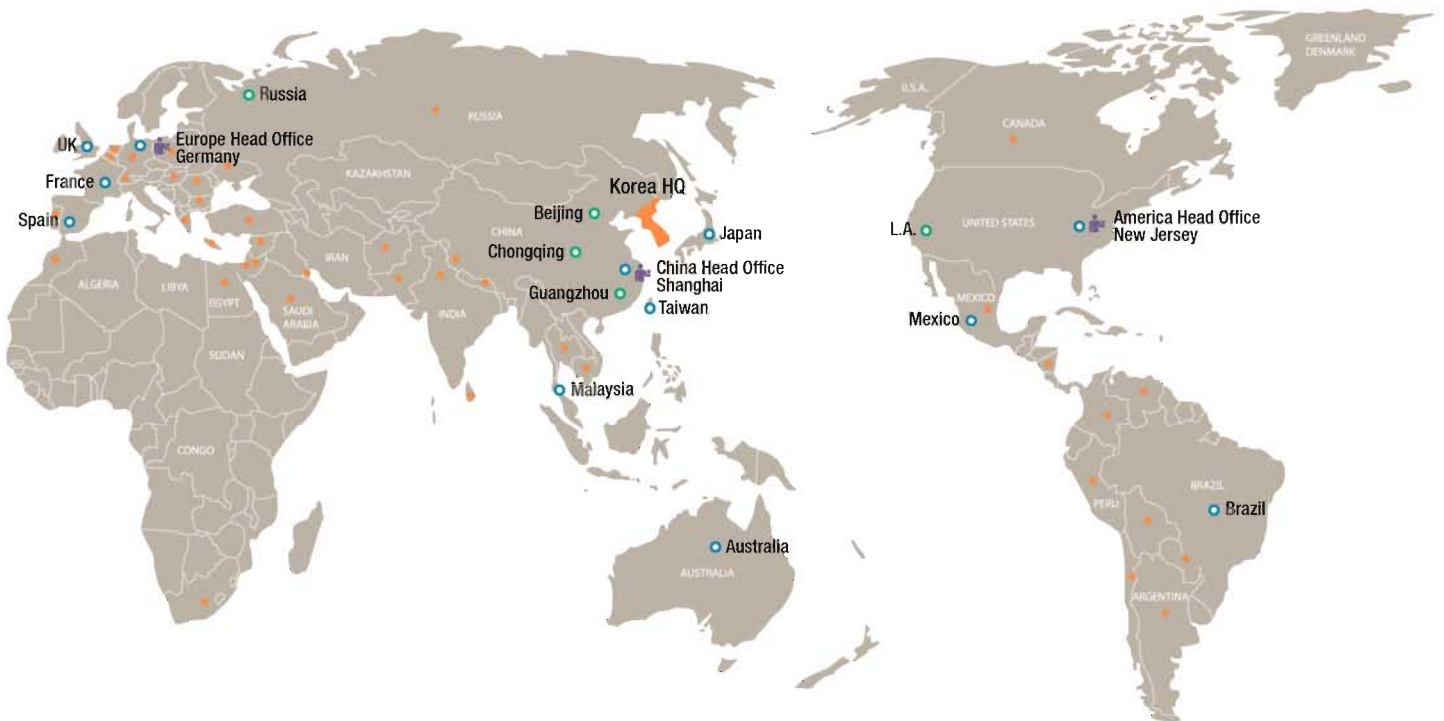 GREENLAND
DENMARK
U.S.A.
Russia
RUSSIA
CANADA
UK
Europe Head Office
Germany
KAZAKHSTAN
France
Korea HQ
Spain
Beijing
CHINA
Japan
L.A.
UNITED STATES
America Head Office
New Jersey
Chongqing
IRAN
China Head Office
Shanghai
ALGERIA
LIBYA
EGYPT
SAUDI
ARABIA
INDIA
Guangzhou
Taiwan
MEXICO
Mexico
SUDAN
Malaysia
CONGO
PERU
BRAZIL
Brazil
Australia
AUSTRALIA
ARGENTINA